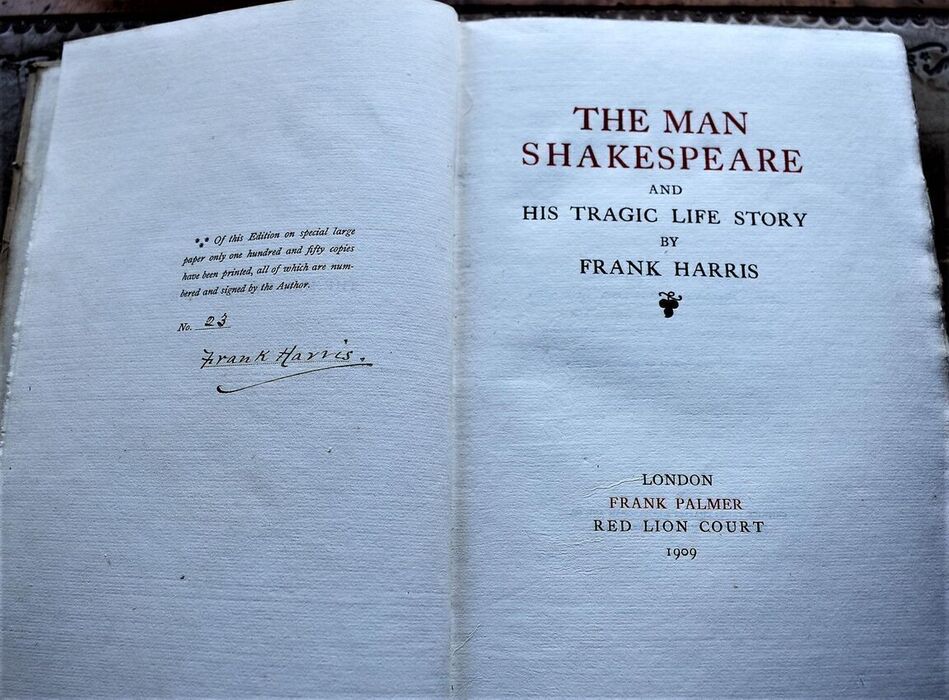 ⁂ Of this Edition on special large
paper only one hundred and fifty copies
have been printed, all of which are num-
bered and signed by the Author.
No. 23
Frank Harris.
THE MAN
SHAKESPEARE
AND
HIS TRAGIC LIFE STORY
BY
FRANK HARRIS
LONDON
FRANK PALMER
RED LION COURT
1909